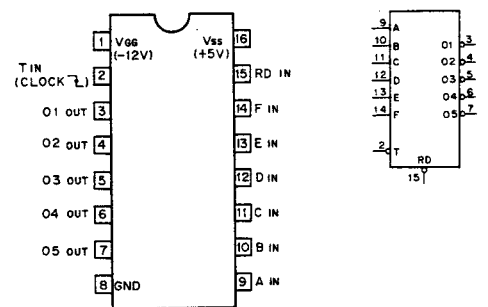 1 VGG (-12V)
VSS (+5V) 16
T IN (CLOCK) 2
15 RD IN
O1 OUT 3
14 F IN
O2 OUT 4
13 E IN
O3 OUT 5
12 D IN
O4 OUT 6
11 C IN
O5 OUT 7
10 B IN
8 GND
9 A IN
9 A
10 B
11 C
12 D
13 E
14 F
2 T
O1 3
O2 4
O3 5
O4 6
O5 7
RD
15